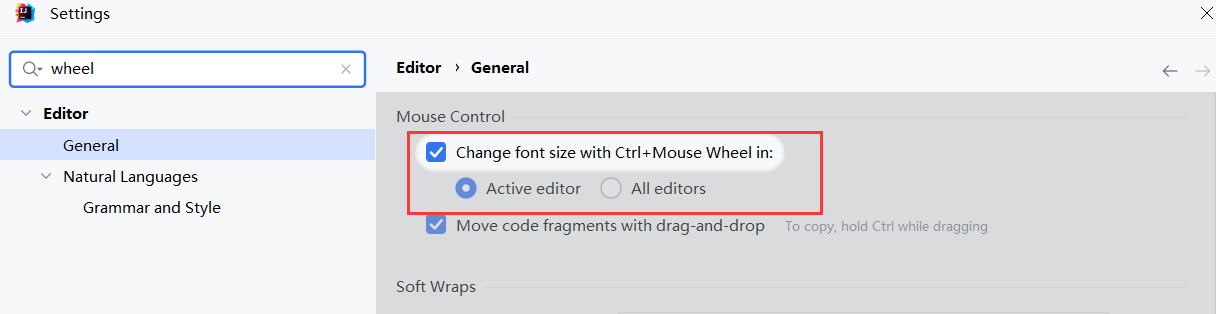 Settings
wheel
Editor › General
Editor
General
Natural Languages
Grammar and Style
Mouse Control
Change font size with Ctrl+Mouse Wheel in:
Active editor All editors
Move code fragments with drag-and-drop To copy, hold Ctrl while dragging
Soft Wraps